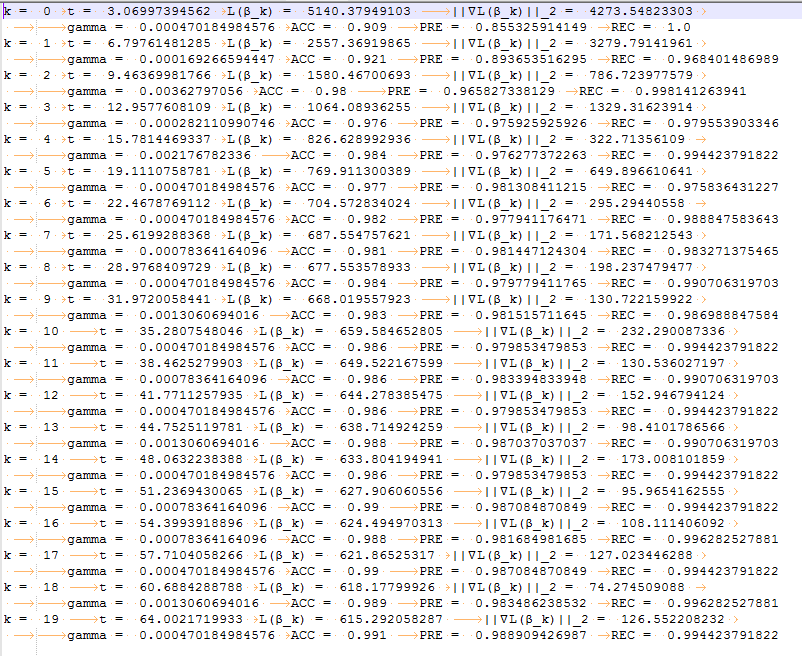 k = 0 t = 3.06997394562 L(β_k) = 5140.37949103 ||∇L(β_k)||_2 = 4273.54823303
gamma = 0.000470184984576 ACC = 0.909 PRE = 0.855325914149 REC = 1.0
k = 1 t = 6.79761481285 L(β_k) = 2557.36919865 ||∇L(β_k)||_2 = 3279.79141961
gamma = 0.000169266594447 ACC = 0.921 PRE = 0.893653516295 REC = 0.968401486989
k = 2 t = 9.46369981766 L(β_k) = 1580.46700693 ||∇L(β_k)||_2 = 786.723977579
gamma = 0.00362797056 ACC = 0.98 PRE = 0.965827338129 REC = 0.998141263941
k = 3 t = 12.9577608109 L(β_k) = 1064.08936255 ||∇L(β_k)||_2 = 1329.31623914
gamma = 0.000282110990746 ACC = 0.976 PRE = 0.975925925926 REC = 0.979553903346
k = 4 t = 15.7814469337 L(β_k) = 826.628992936 ||∇L(β_k)||_2 = 322.71356109
gamma = 0.002176782336 ACC = 0.984 PRE = 0.976277372263 REC = 0.994423791822
k = 5 t = 19.1110758781 L(β_k) = 769.911300389 ||∇L(β_k)||_2 = 649.896610641
gamma = 0.000470184984576 ACC = 0.977 PRE = 0.981308411215 REC = 0.975836431227
k = 6 t = 22.4678769112 L(β_k) = 704.572834024 ||∇L(β_k)||_2 = 295.29440558
gamma = 0.000470184984576 ACC = 0.982 PRE = 0.977941176471 REC = 0.988847583643
k = 7 t = 25.6199288368 L(β_k) = 687.554757621 ||∇L(β_k)||_2 = 171.568212543
gamma = 0.00078364164096 ACC = 0.981 PRE = 0.981447124304 REC = 0.983271375465
k = 8 t = 28.9768409729 L(β_k) = 677.553578933 ||∇L(β_k)||_2 = 198.237479477
gamma = 0.000470184984576 ACC = 0.984 PRE = 0.979779411765 REC = 0.990706319703
k = 9 t = 31.9720058441 L(β_k) = 668.019557923 ||∇L(β_k)||_2 = 130.722159922
gamma = 0.0013060694016 ACC = 0.983 PRE = 0.981515711645 REC = 0.986988847584
k = 10 t = 35.2807548046 L(β_k) = 659.584652805 ||∇L(β_k)||_2 = 232.290087336
gamma = 0.000470184984576 ACC = 0.986 PRE = 0.979853479853 REC = 0.994423791822
k = 11 t = 38.4625279903 L(β_k) = 649.522167599 ||∇L(β_k)||_2 = 130.536027197
gamma = 0.00078364164096 ACC = 0.986 PRE = 0.983394833948 REC = 0.990706319703
k = 12 t = 41.7711257935 L(β_k) = 644.278385475 ||∇L(β_k)||_2 = 152.946794124
gamma = 0.000470184984576 ACC = 0.986 PRE = 0.979853479853 REC = 0.994423791822
k = 13 t = 44.7525119781 L(β_k) = 638.714924259 ||∇L(β_k)||_2 = 98.4101786566
gamma = 0.0013060694016 ACC = 0.988 PRE = 0.987037037037 REC = 0.990706319703
k = 14 t = 48.0632238388 L(β_k) = 633.804194941 ||∇L(β_k)||_2 = 173.008101859
gamma = 0.000470184984576 ACC = 0.986 PRE = 0.979853479853 REC = 0.994423791822
k = 15 t = 51.2369430065 L(β_k) = 627.906060556 ||∇L(β_k)||_2 = 95.9654162555
gamma = 0.00078364164096 ACC = 0.99 PRE = 0.987084870849 REC = 0.994423791822
k = 16 t = 54.3993918896 L(β_k) = 624.494970313 ||∇L(β_k)||_2 = 108.111406092
gamma = 0.00078364164096 ACC = 0.988 PRE = 0.981684981685 REC = 0.996282527881
k = 17 t = 57.7104058266 L(β_k) = 621.86525317 ||∇L(β_k)||_2 = 127.023446288
gamma = 0.000470184984576 ACC = 0.99 PRE = 0.987084870849 REC = 0.994423791822
k = 18 t = 60.6884288788 L(β_k) = 618.17799926 ||∇L(β_k)||_2 = 74.274509088
gamma = 0.0013060694016 ACC = 0.989 PRE = 0.983486238532 REC = 0.996282527881
k = 19 t = 64.0021719933 L(β_k) = 615.292058287 ||∇L(β_k)||_2 = 126.552208232
gamma = 0.000470184984576 ACC = 0.991 PRE = 0.988909426987 REC = 0.994423791822